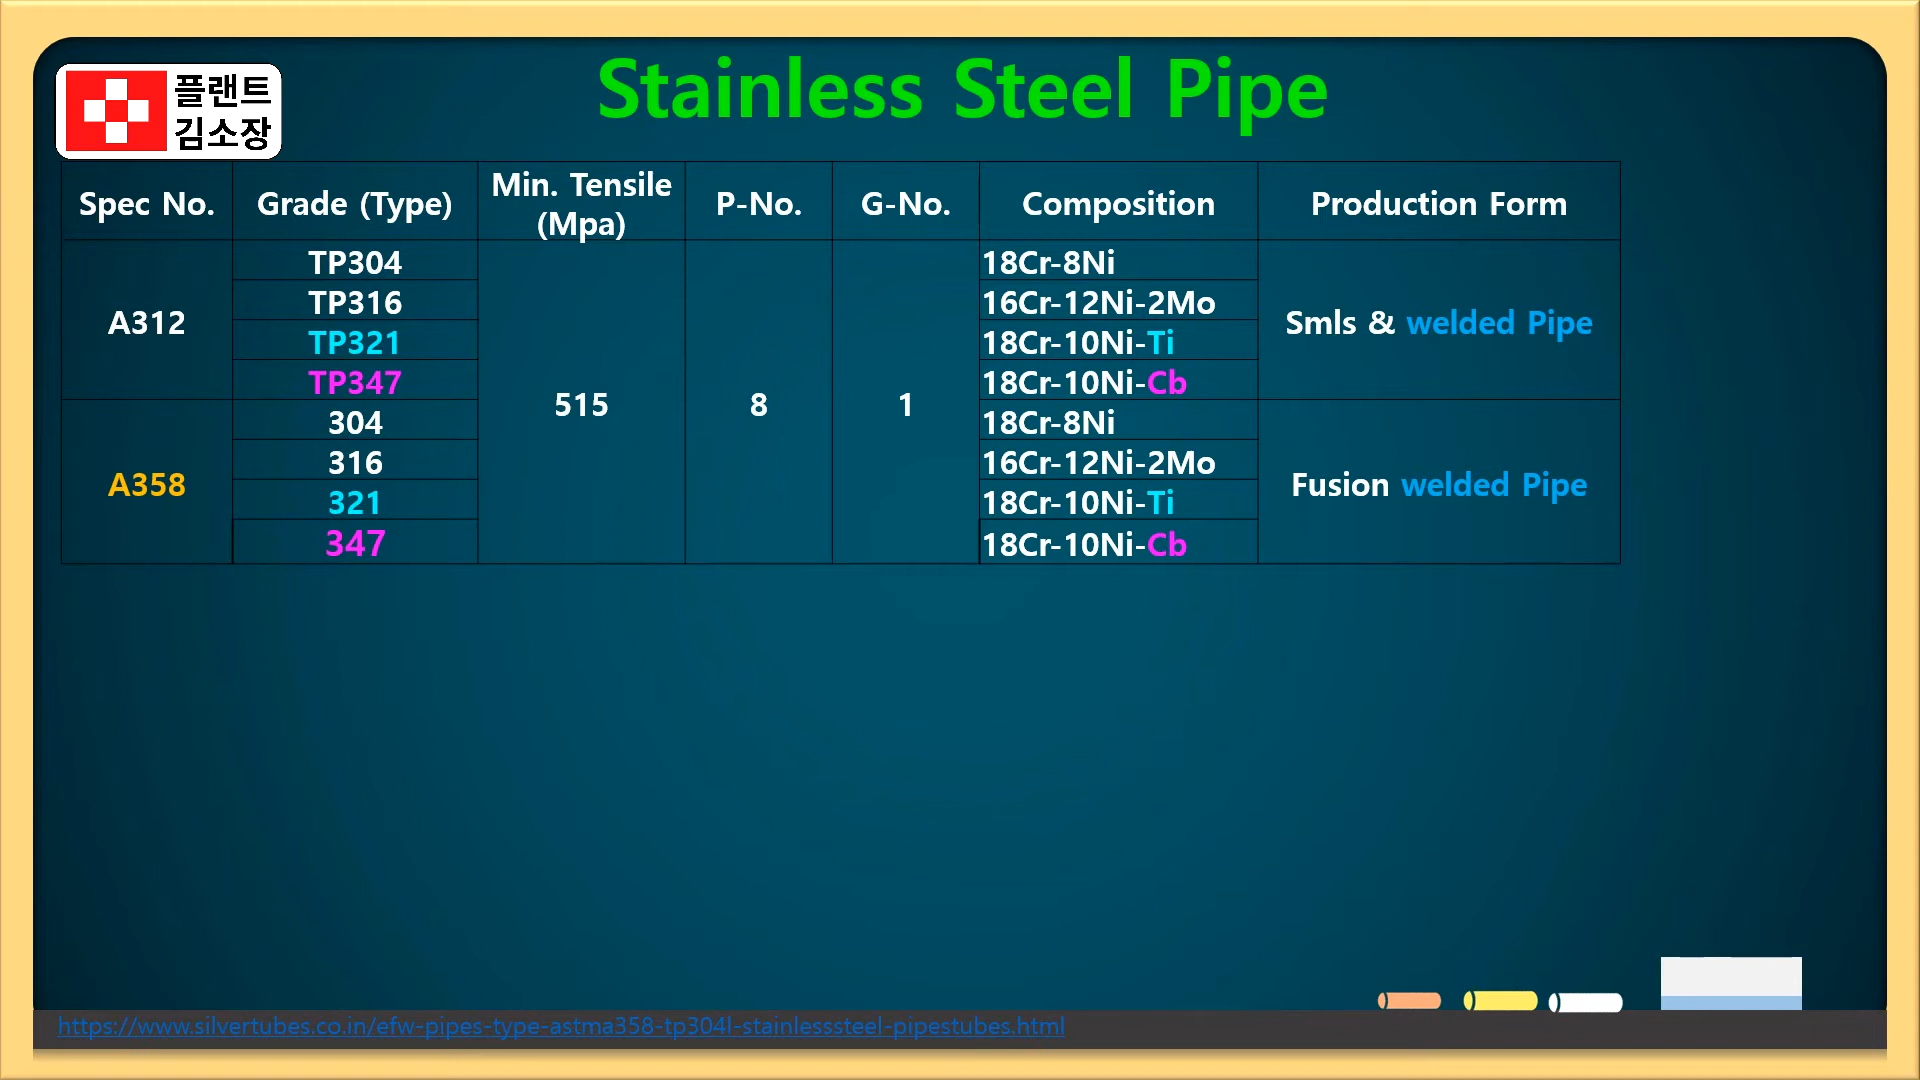 플랜트
김소장
Stainless Steel Pipe
Spec No. Grade (Type) Min. Tensile (Mpa) P-No. G-No. Composition Production Form
A312 TP304 515 8 1 18Cr-8Ni Smls & welded Pipe
TP316 16Cr-12Ni-2Mo
TP321 18Cr-10Ni-Ti
TP347 18Cr-10Ni-Cb
A358 304 18Cr-8Ni Fusion welded Pipe
316 16Cr-12Ni-2Mo
321 18Cr-10Ni-Ti
347 18Cr-10Ni-Cb
https://www.silvertubes.co.in/efw-pipes-type-astma358-tp304l-stainlesssteel-pipestubes.html